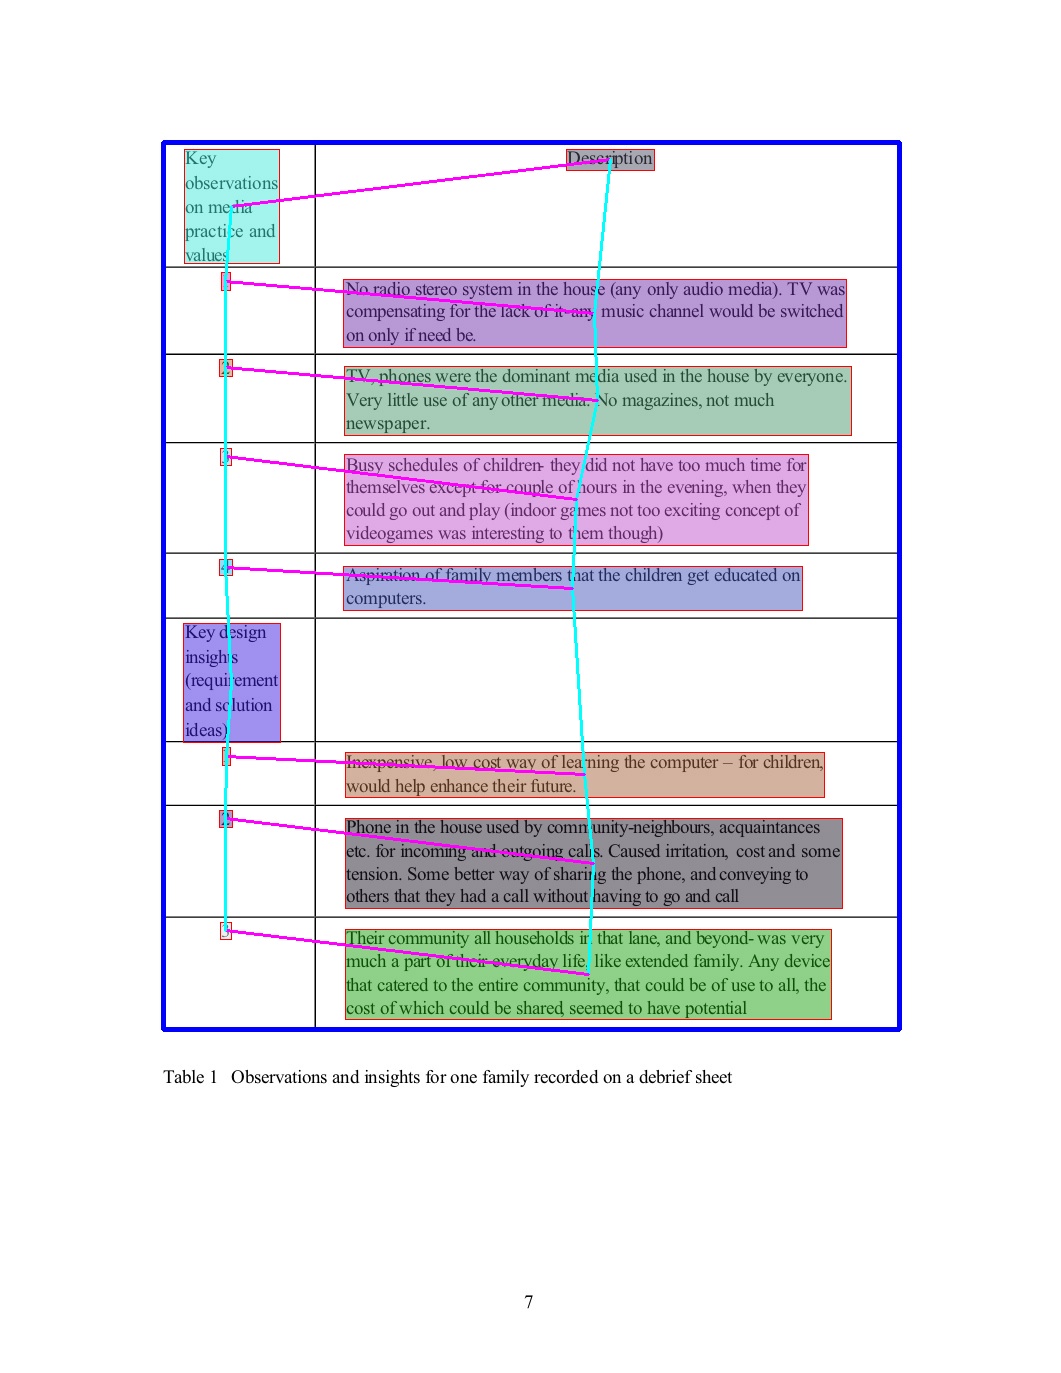 Key
observations
on media
practice and
values
Description
1
No radio stereo system in the house (any only audio media). TV was
compensating for the lack of it- any music channel would be switched
on only if need be.
2
TV, phones were the dominant media used in the house by everyone.
Very little use of any other media. No magazines, not much
newspaper.
3
Busy schedules of children- they did not have too much time for
themselves except for couple of hours in the evening, when they
could go out and play (indoor games not too exciting concept of
videogames was interesting to them though)
4
Aspiration of family members that the children get educated on
computers.
Key design
insights
(requirement
and solution
ideas)
1
Inexpensive, low cost way of learning the computer – for children,
would help enhance their future.
2
Phone in the house used by community-neighbours, acquaintances
etc. for incoming and outgoing calls. Caused irritation, cost and some
tension. Some better way of sharing the phone, and conveying to
others that they had a call without having to go and call
3
Their community all households in that lane, and beyond- was very
much a part of their everyday life, like extended family. Any device
that catered to the entire community, that could be of use to all, the
cost of which could be shared, seemed to have potential
Table 1 Observations and insights for one family recorded on a debrief sheet
7